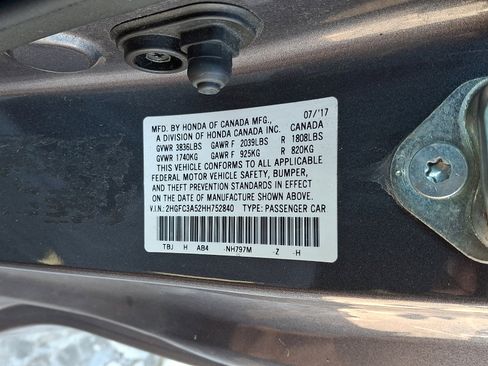 07/'17
MFD. BY HONDA OF CANADA MFG.,
A DIVISION OF HONDA CANADA INC. CANADA
GVWR 3836LBS GAWR F 2039LBS R 1808LBS
GVWR 1740KG GAWR F 925KG R 820KG
THIS VEHICLE CONFORMS TO ALL APPLICABLE
FEDERAL MOTOR VEHICLE SAFETY, BUMPER,
AND THEFT PREVENTION STANDARDS IN EFFECT
ON THE DATE OF MANUFACTURE SHOWN ABOVE.
V.I.N.: 2HGFC3A52HH752840 TYPE: PASSENGER CAR
TBJ H AB4 -NH797M -Z -H